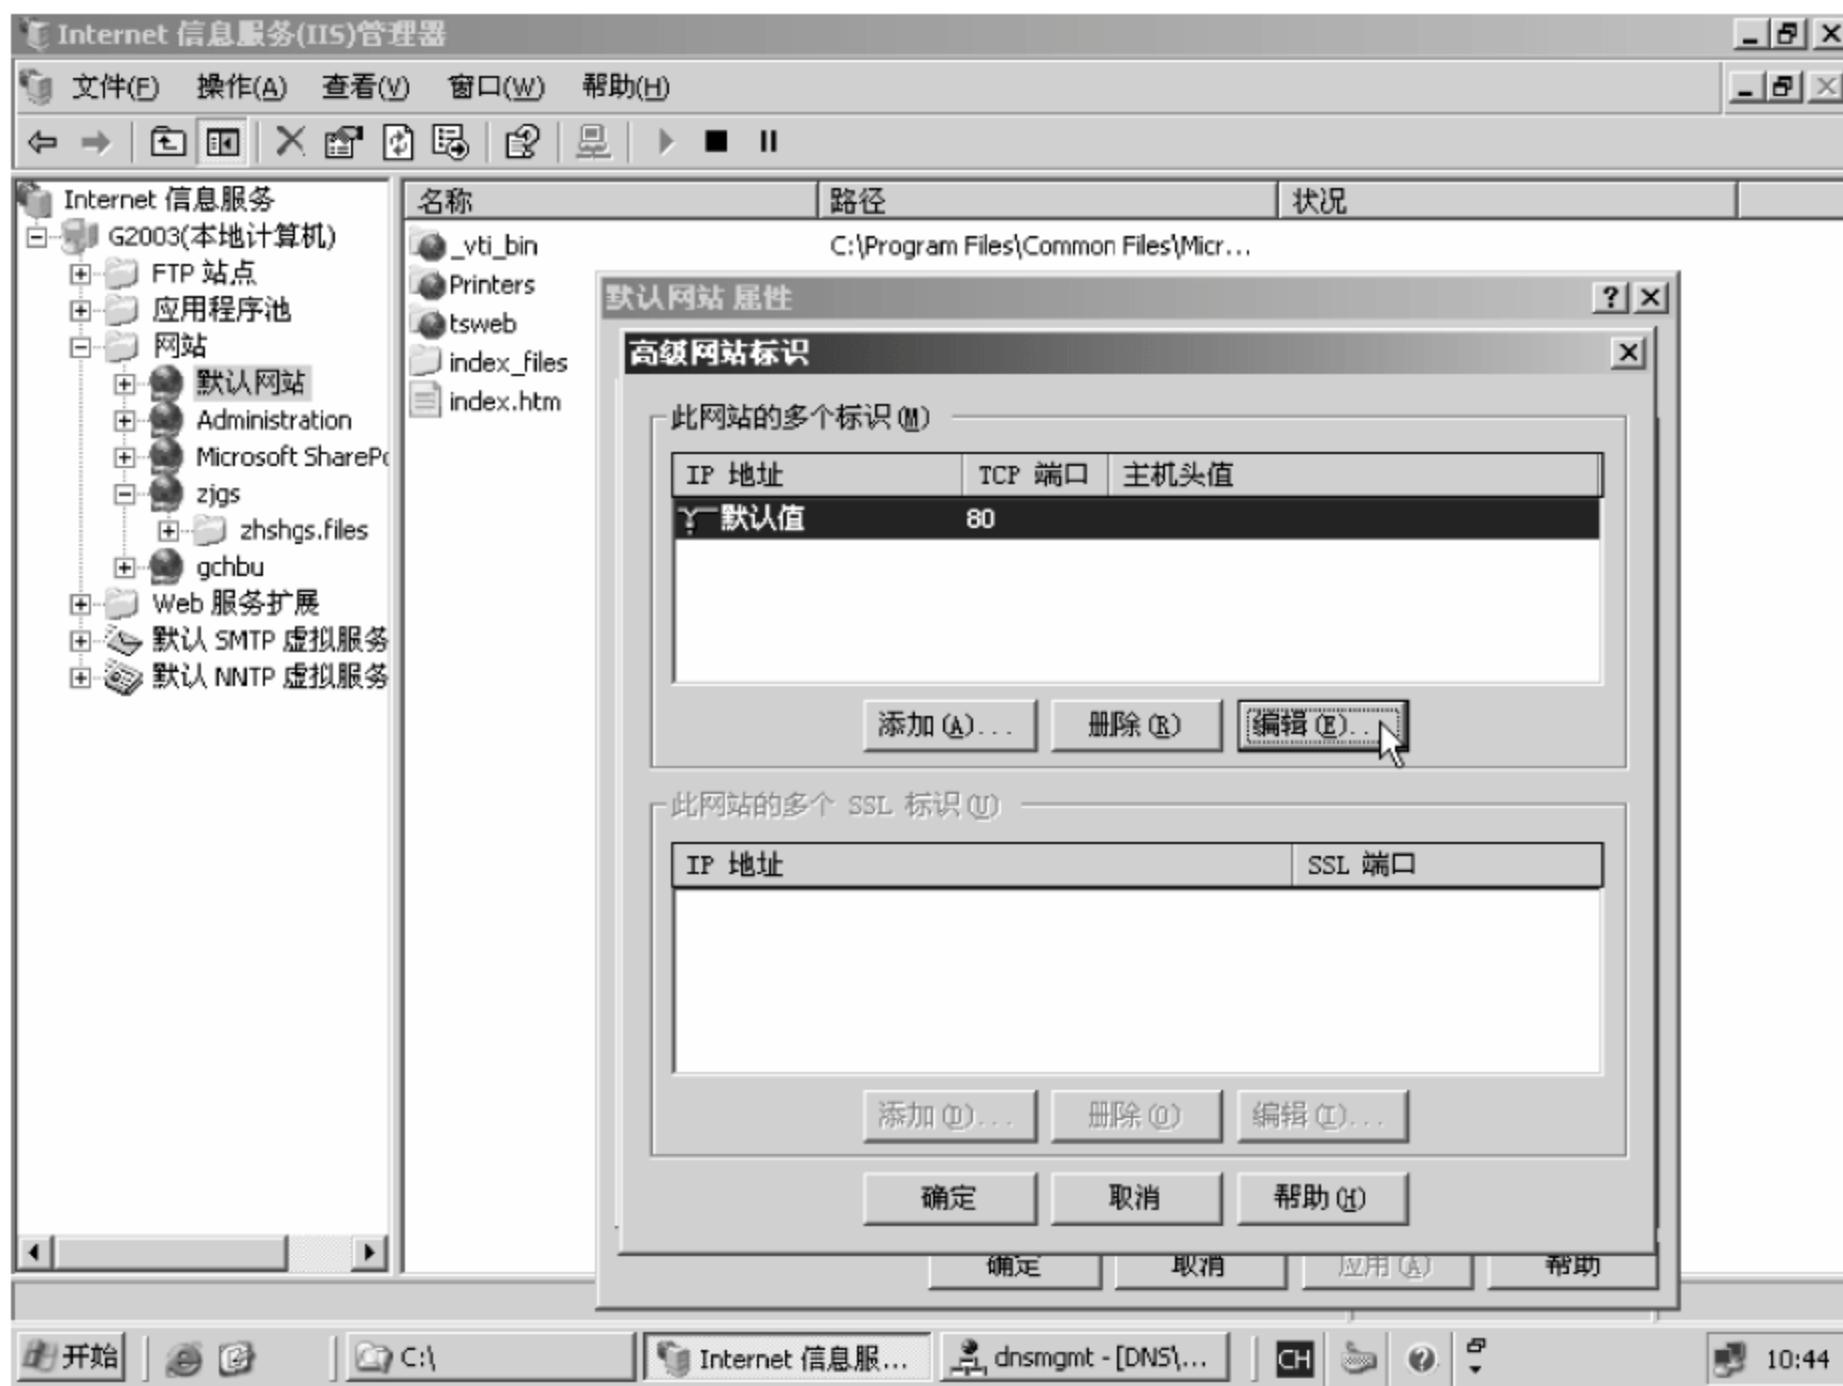 Internet 信息服务(IIS)管理器
文件(F) 操作(A) 查看(V) 窗口(W) 帮助(H)
Internet 信息服务
G2003(本地计算机)
FTP 站点
应用程序池
网站
默认网站
Administration
Microsoft SharePo
zjgs
zhshgs.files
gchbu
Web 服务扩展
默认 SMTP 虚拟服务
默认 NNTP 虚拟服务
名称 路径 状况
_vti_bin C:\Program Files\Common Files\Micr...
Printers
tsweb
index_files
index.htm
默认网站 属性
高级网站标识
此网站的多个标识(M)
IP 地址 TCP 端口 主机头值
默认值 80
添加(A)... 册除(R) 编辑(E)..
此网站的多个 SSL 标识(U)
IP 地址 SSL 端口
添加(D)... 册除(O) 编辑(I)...
确定 取消 帮助(H)
确定 取消 应用(A) 帮助
开始 C:\ Internet 信息服... dnsmgmt - [DNS\... CH 10:44